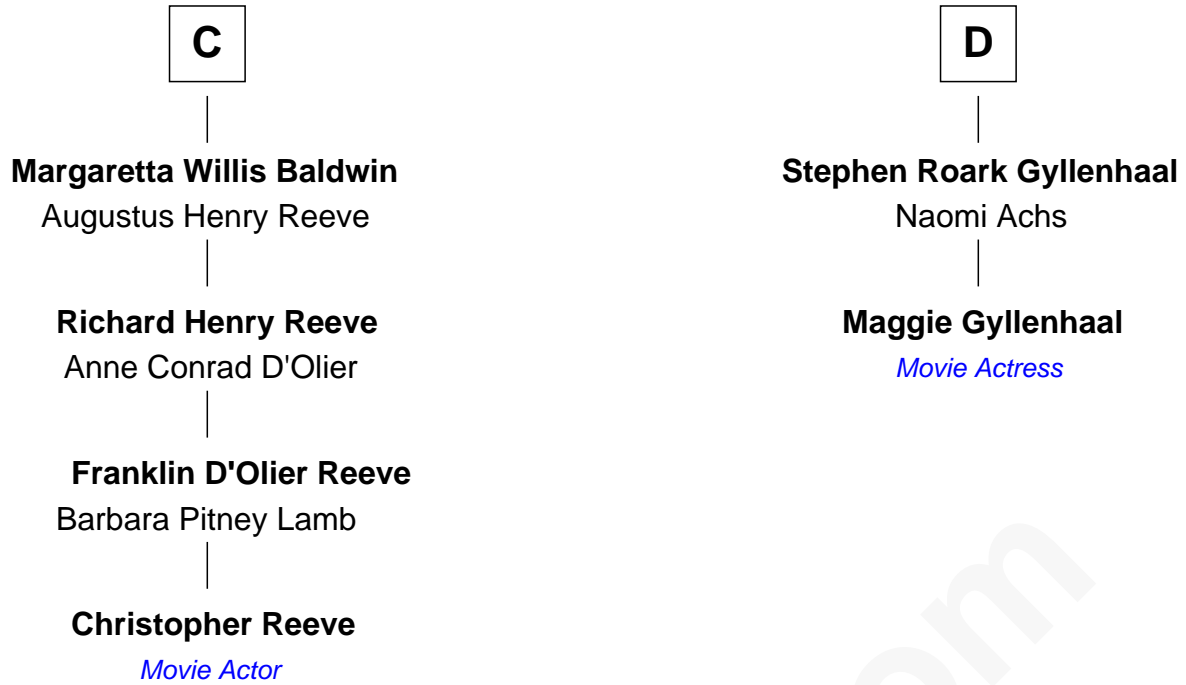 C
Margaretta Willis Baldwin
Augustus Henry Reeve
Richard Henry Reeve
Anne Conrad D'Olier
Franklin D'Olier Reeve
Barbara Pitney Lamb
Christopher Reeve
Movie Actor
D
Stephen Roark Gyllenhaal
Naomi Achs
Maggie Gyllenhaal
Movie Actress
om